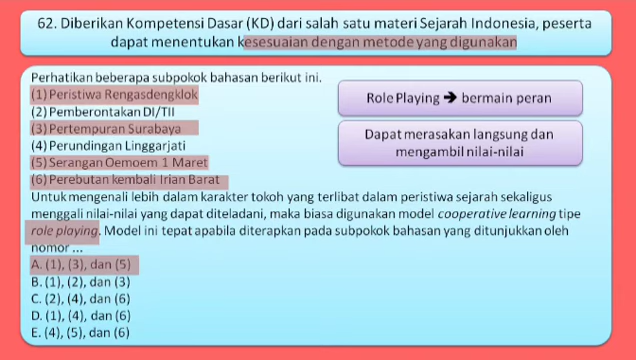 62. Diberikan Kompetensi Dasar (KD) dari salah satu materi Sejarah Indonesia, peserta
dapat menentukan kesesuaian dengan metode yang digunakan
Perhatikan beberapa subpokok bahasan berikut ini.
(1) Peristiwa Rengasdengklok
(2) Pemberontakan DI/TII
(3) Pertempuran Surabaya
(4) Perundingan Linggarjati
(5) Serangan Oemoem 1 Maret
(6) Perebutan kembali Irian Barat
Role Playing ➔ bermain peran
Dapat merasakan langsung dan
mengambil nilai-nilai
Untuk mengenali lebih dalam karakter tokoh yang terlibat dalam peristiwa sejarah sekaligus
menggali nilai-nilai yang dapat diteladani, maka biasa digunakan model cooperative learning tipe
role playing. Model ini tepat apabila diterapkan pada subpokok bahasan yang ditunjukkan oleh
nomor ...
A. (1), (3), dan (5)
B. (1), (2), dan (3)
C. (2), (4), dan (6)
D. (1), (4), dan (6)
E. (4), (5), dan (6)